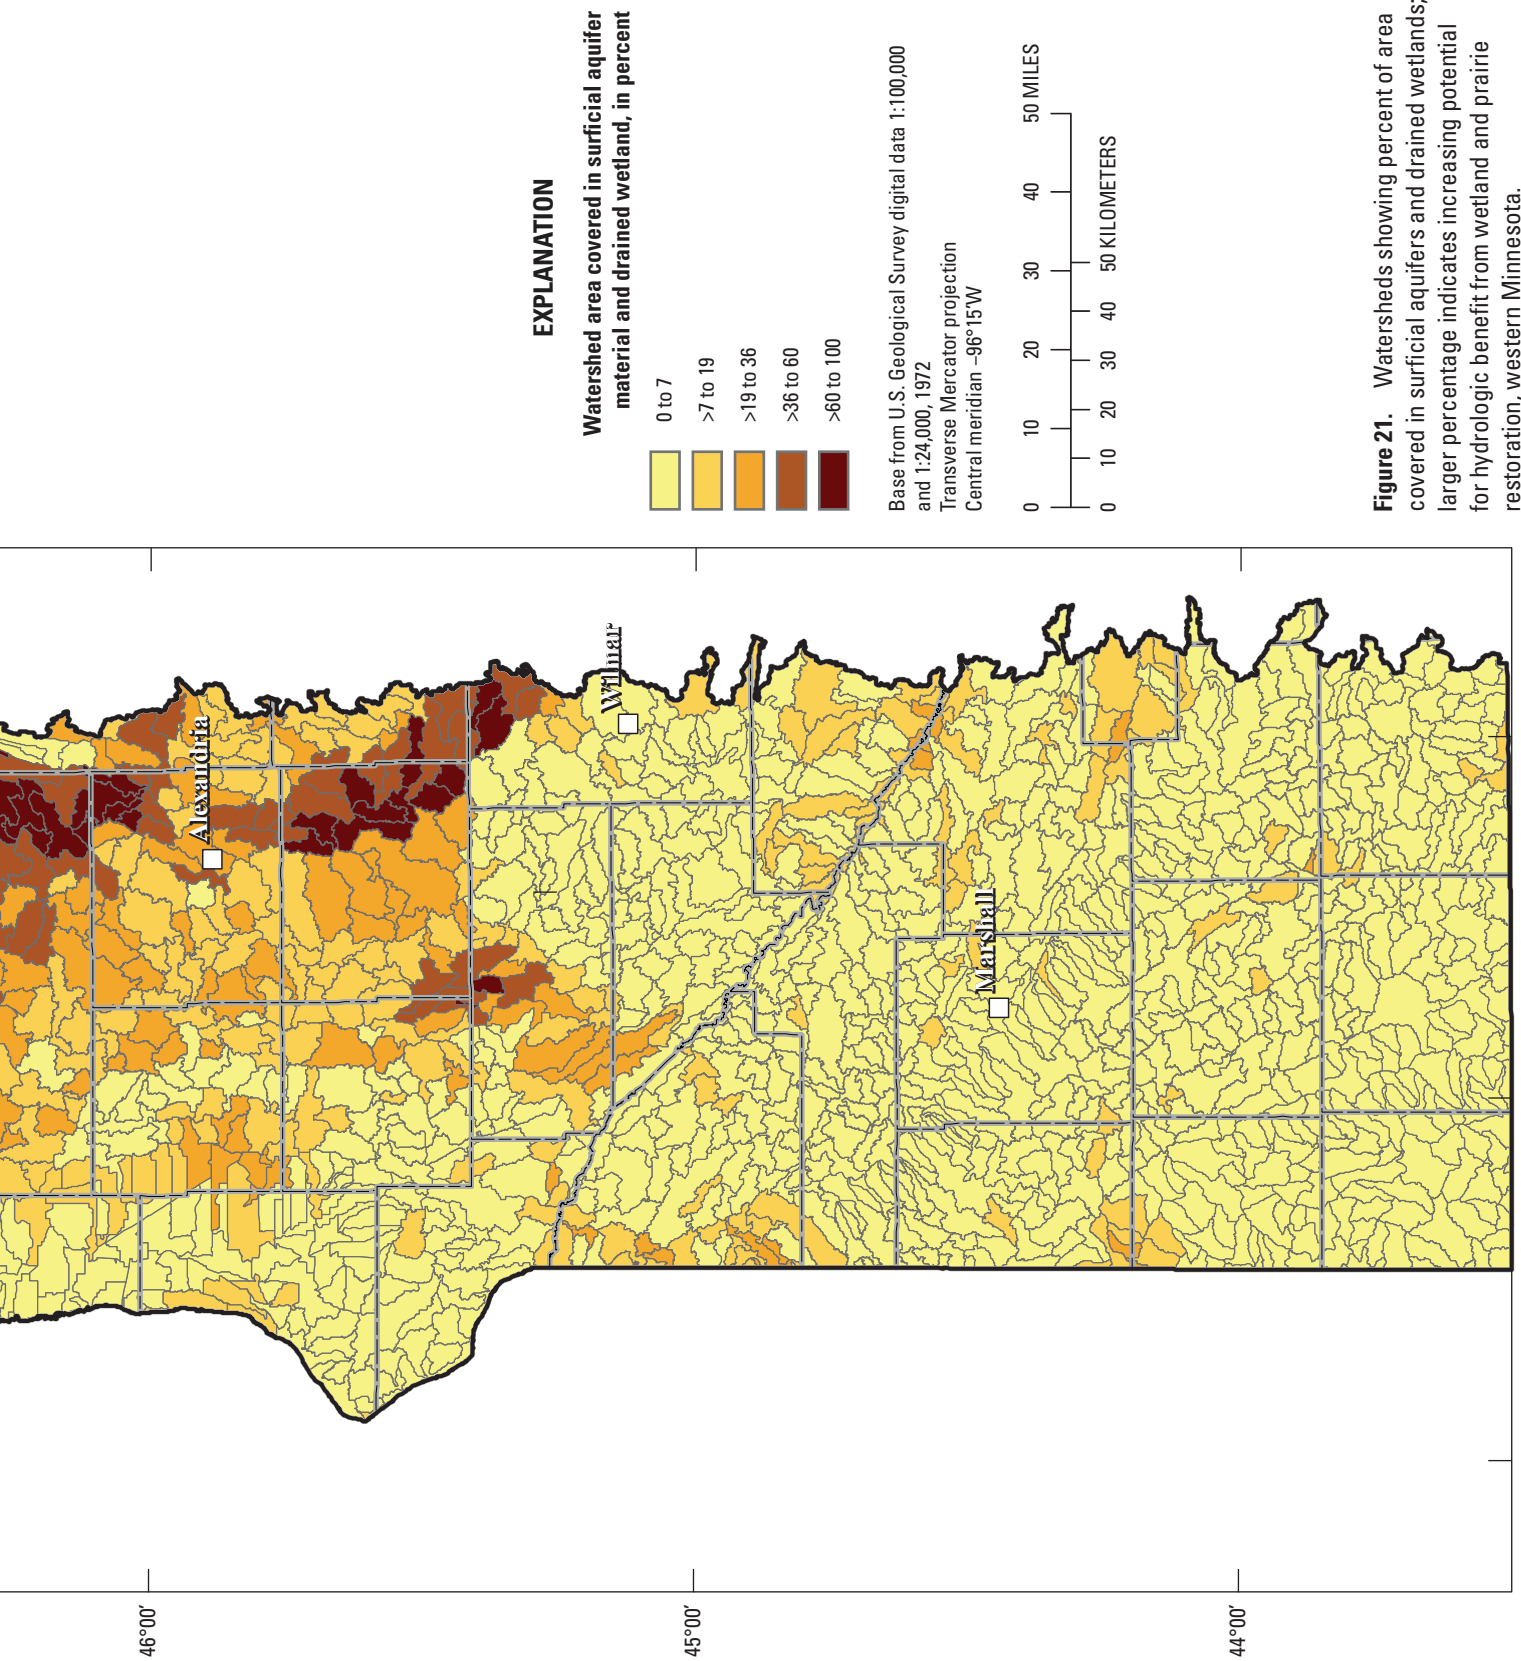 46°00′
45°00′
44°00′
Alexandria
Wilmar
Marshall
EXPLANATION
Watershed area covered in surficial aquifer
material and drained wetland, in percent
0 to 7
>7 to 19
>19 to 36
>36 to 60
>60 to 100
Base from U.S. Geological Survey digital data 1:100,000
and 1:24,000, 1972
Transverse Mercator projection
Central meridian –96°15′W
0 10 20 30 40 50 MILES
0 10 20 30 40 50 KILOMETERS
Figure 21. Watersheds showing percent of area
covered in surficial aquifers and drained wetlands;
larger percentage indicates increasing potential
for hydrologic benefit from wetland and prairie
restoration, western Minnesota.